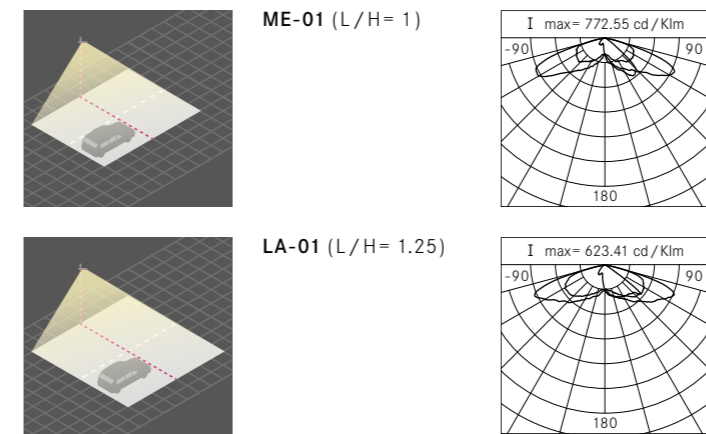 ME-01 (L/H= 1)
I max= 772.55 cd/Klm
-90 90
180
LA-01 (L/H= 1.25)
I max= 623.41 cd/Klm
-90 90
180